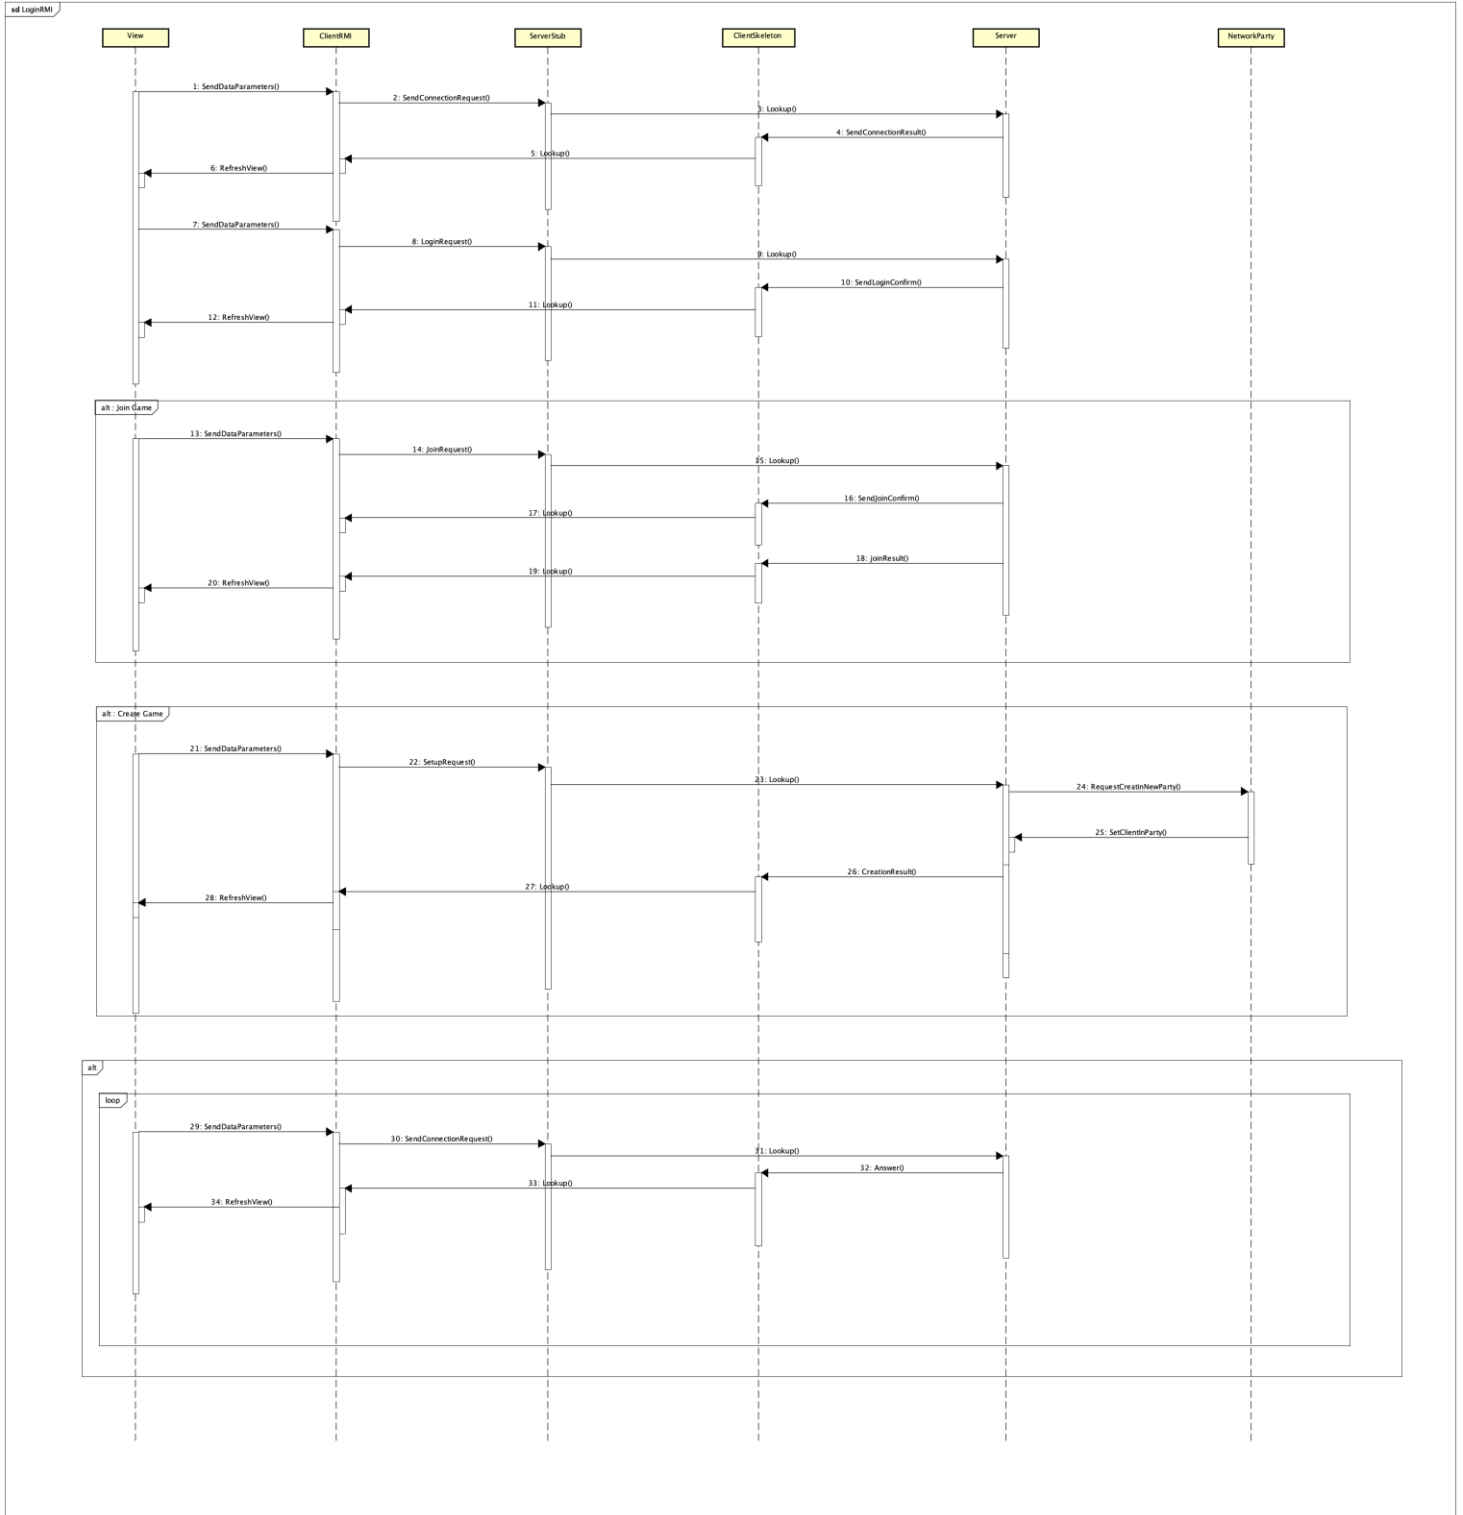 sd LoginRMI
View
ClientRMI
ServerStub
ClientSkeleton
Server
NetworkParty
1: SendDataParameters()
2: SendConnectionRequest()
3: Lookup()
4: SendConnectionResult()
5: Lookup()
6: RefreshView()
7: SendDataParameters()
8: LoginRequest()
9: Lookup()
10: SendLoginConfirm()
11: Lookup()
12: RefreshView()
alt : Join Game
13: SendDataParameters()
14: JoinRequest()
15: Lookup()
16: SendJoinConfirm()
17: Lookup()
18: joinResult()
19: Lookup()
20: RefreshView()
alt : Create Game
21: SendDataParameters()
22: SetupRequest()
23: Lookup()
24: RequestCreatinNewParty()
25: SetClientInParty()
26: CreationResult()
27: Lookup()
28: RefreshView()
alt
loop
29: SendDataParameters()
30: SendConnectionRequest()
31: Lookup()
32: Answer()
33: Lookup()
34: RefreshView()